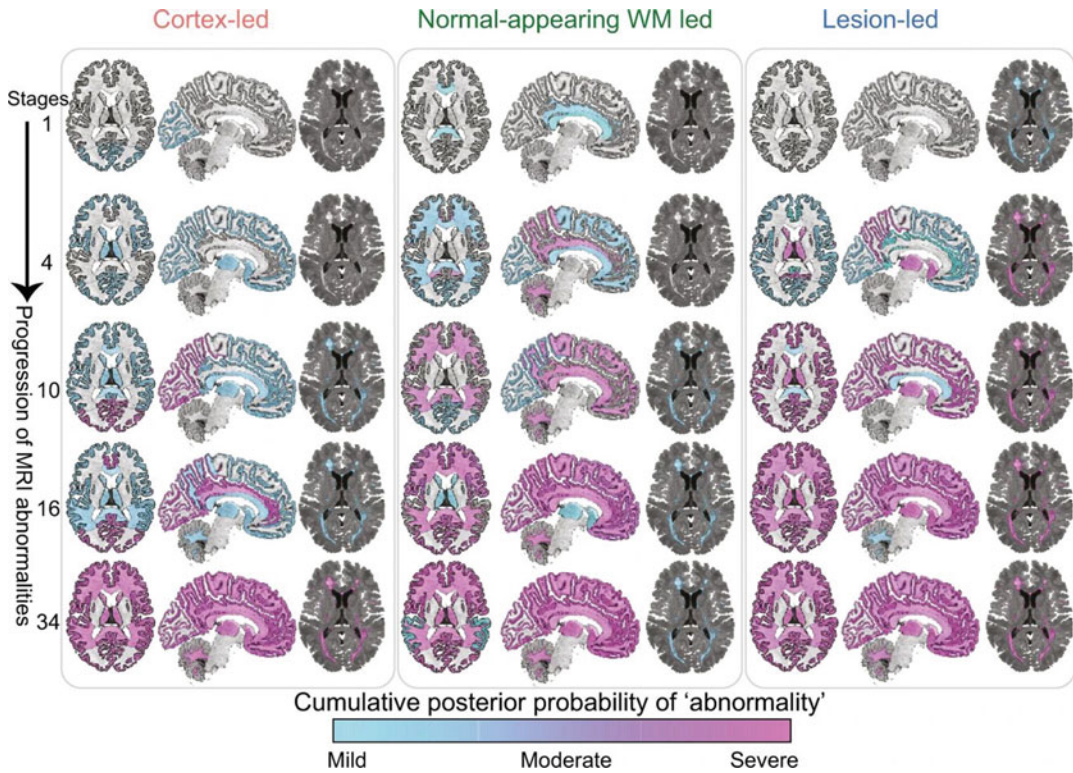 Cortex-led
Normal-appearing WM led
Lesion-led
Stages
1
4
10
16
34
Progression of MRI abnormalities
Cumulative posterior probability of ‘abnormality’
Mild
Moderate
Severe